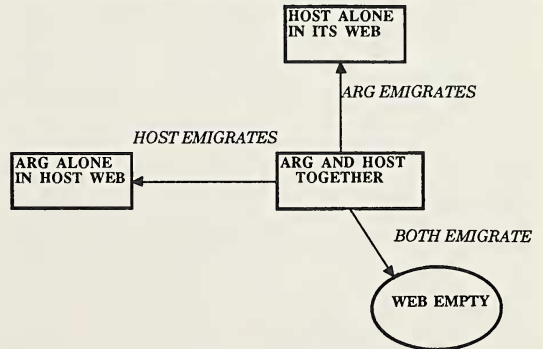 HOST ALONE
IN ITS WEB
ARG EMIGRATES
HOST EMIGRATES
ARG ALONE
IN HOST WEB
ARG AND HOST
TOGETHER
BOTH EMIGRATE
WEB EMPTY